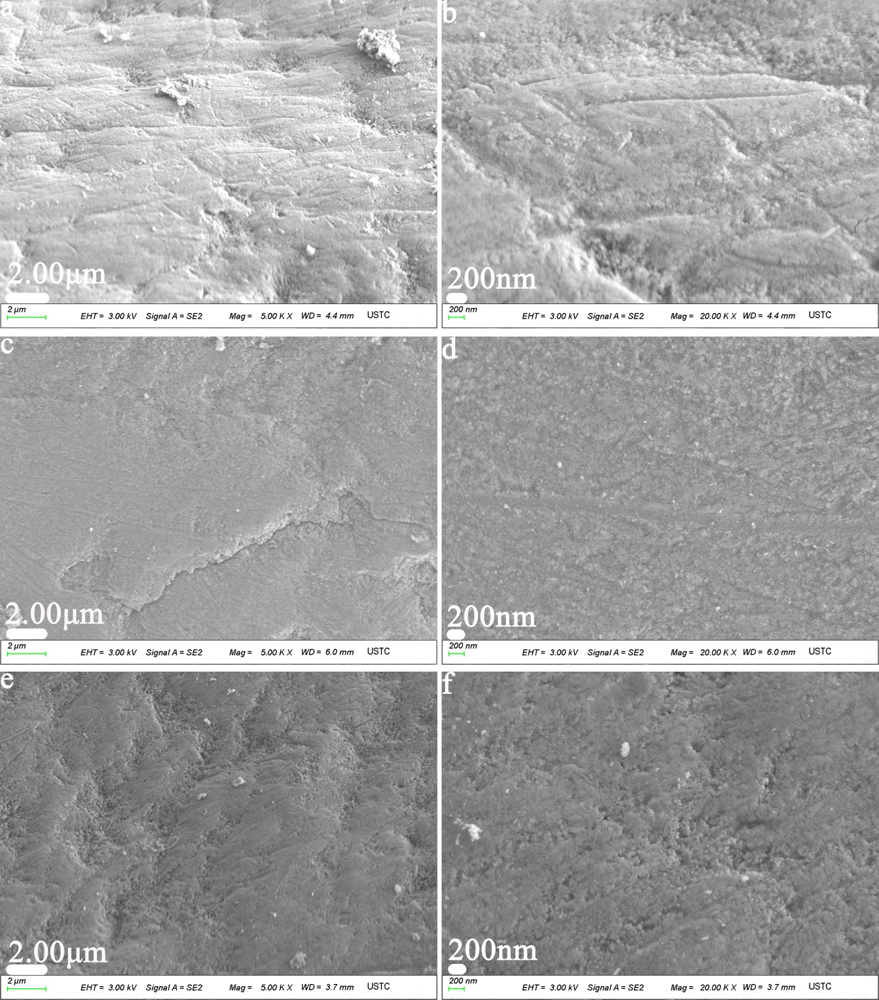 a
2.00μm
2 μm
EHT = 3.00 kV Signal A = SE2 Mag = 5.00 K X WD = 4.4 mm USTC
b
200nm
200 nm
EHT = 3.00 kV Signal A = SE2 Mag = 20.00 K X WD = 4.4 mm USTC
c
2.00μm
2 μm
EHT = 3.00 kV Signal A = SE2 Mag = 5.00 K X WD = 6.0 mm USTC
d
200nm
200 nm
EHT = 3.00 kV Signal A = SE2 Mag = 20.00 K X WD = 6.0 mm USTC
e
2.00μm
2 μm
EHT = 3.00 kV Signal A = SE2 Mag = 5.00 K X WD = 3.7 mm USTC
f
200nm
200 nm
EHT = 3.00 kV Signal A = SE2 Mag = 20.00 K X WD = 3.7 mm USTC